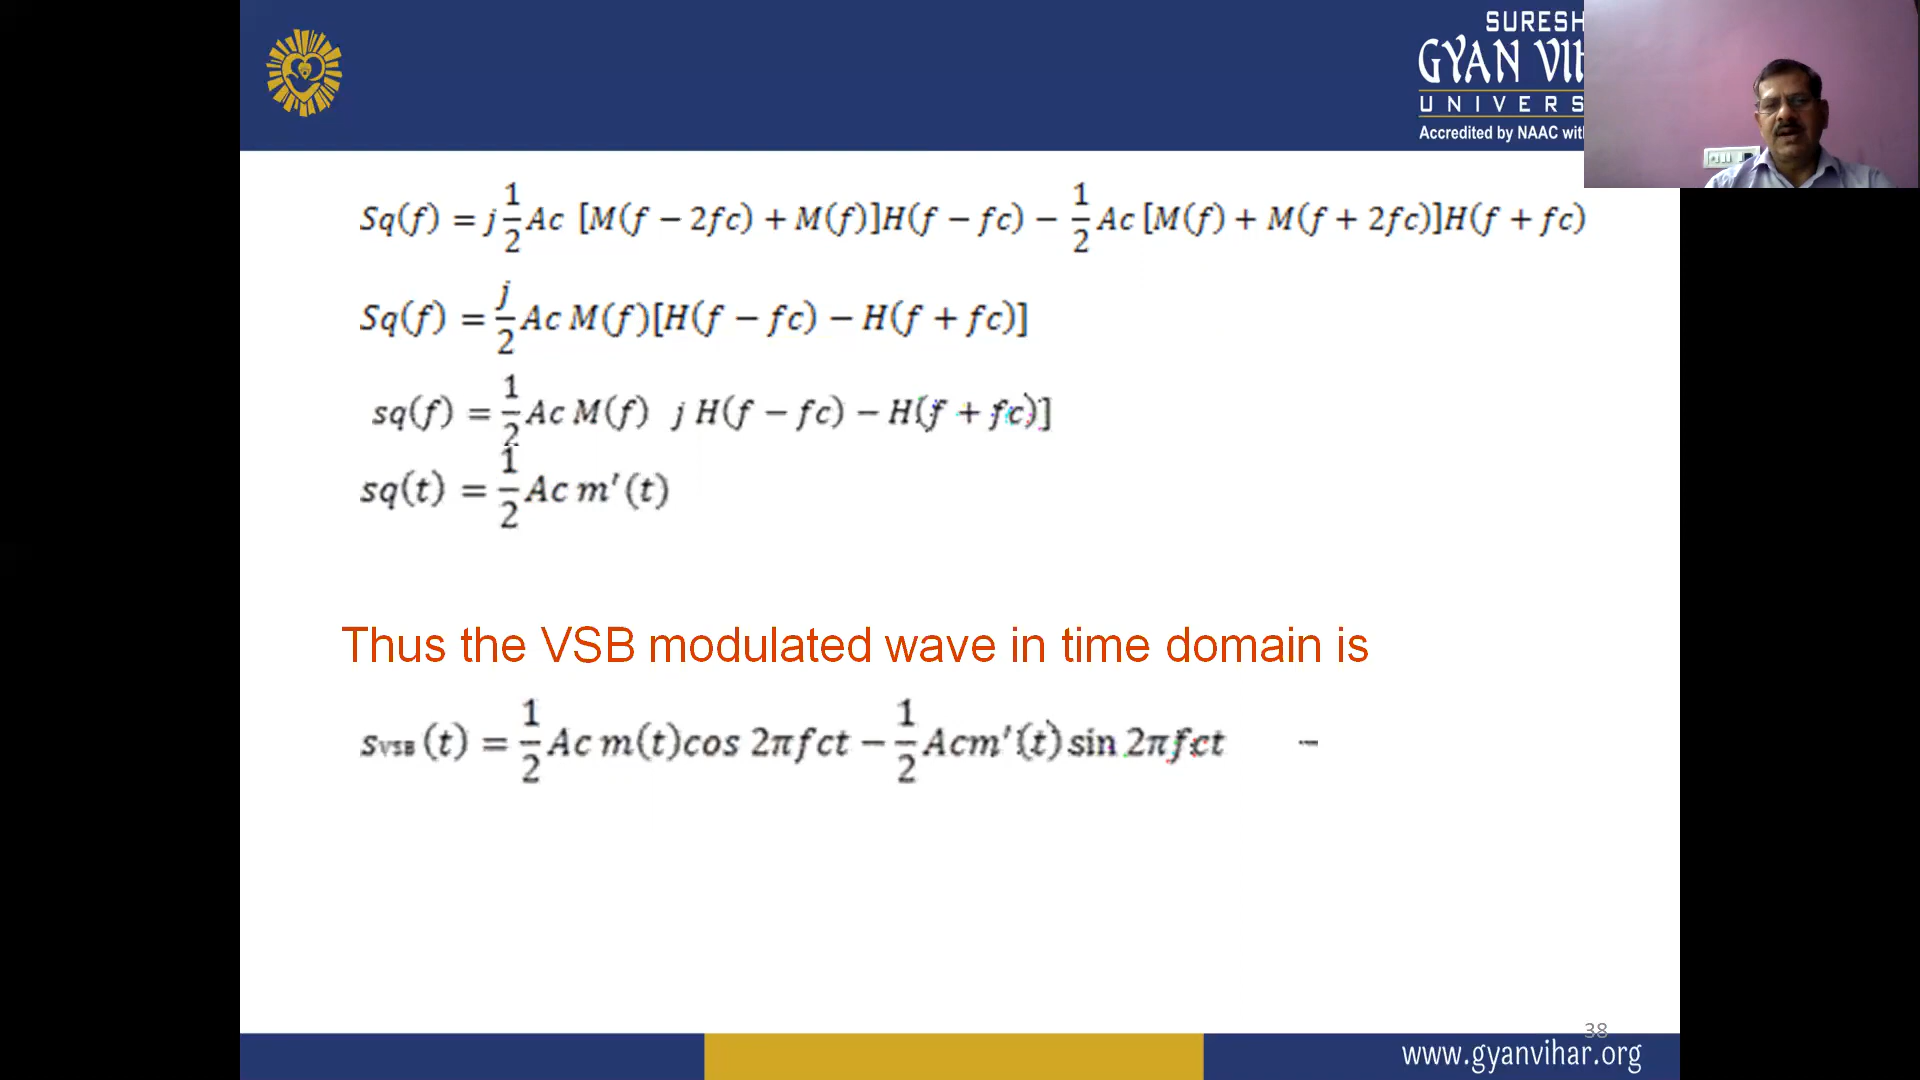 SURESH
GYAN VI
UNIVERS
Accredited by NAAC wit
Sq(f) = j 1/2 Ac [M(f − 2fc) + M(f)]H(f − fc) − 1/2 Ac [M(f) + M(f + 2fc)]H(f + fc)
Sq(f) = j/2 Ac M(f)[H(f − fc) − H(f + fc)]
sq(f) = 1/2 Ac M(f) j H(f − fc) − H(f + fc)]
sq(t) = 1/2 Ac m′(t)
Thus the VSB modulated wave in time domain is
sVSB (t) = 1/2 Ac m(t)cos 2πfct − 1/2 Acm′(t) sin 2πfct –
38
www.gyanvihar.org